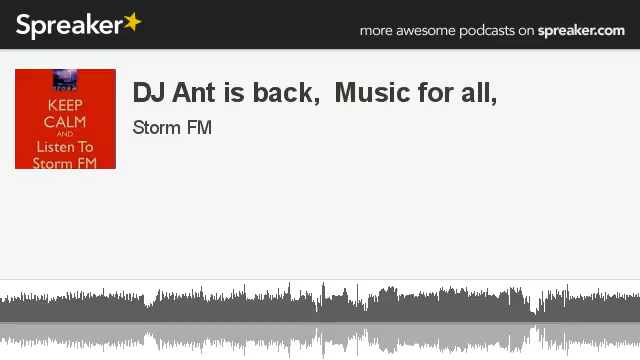 Spreaker
more awesome podcasts on spreaker.com
DJ Ant is back, Music for all,
Storm FM
KEEP
CALM
AND
Listen To
Storm FM